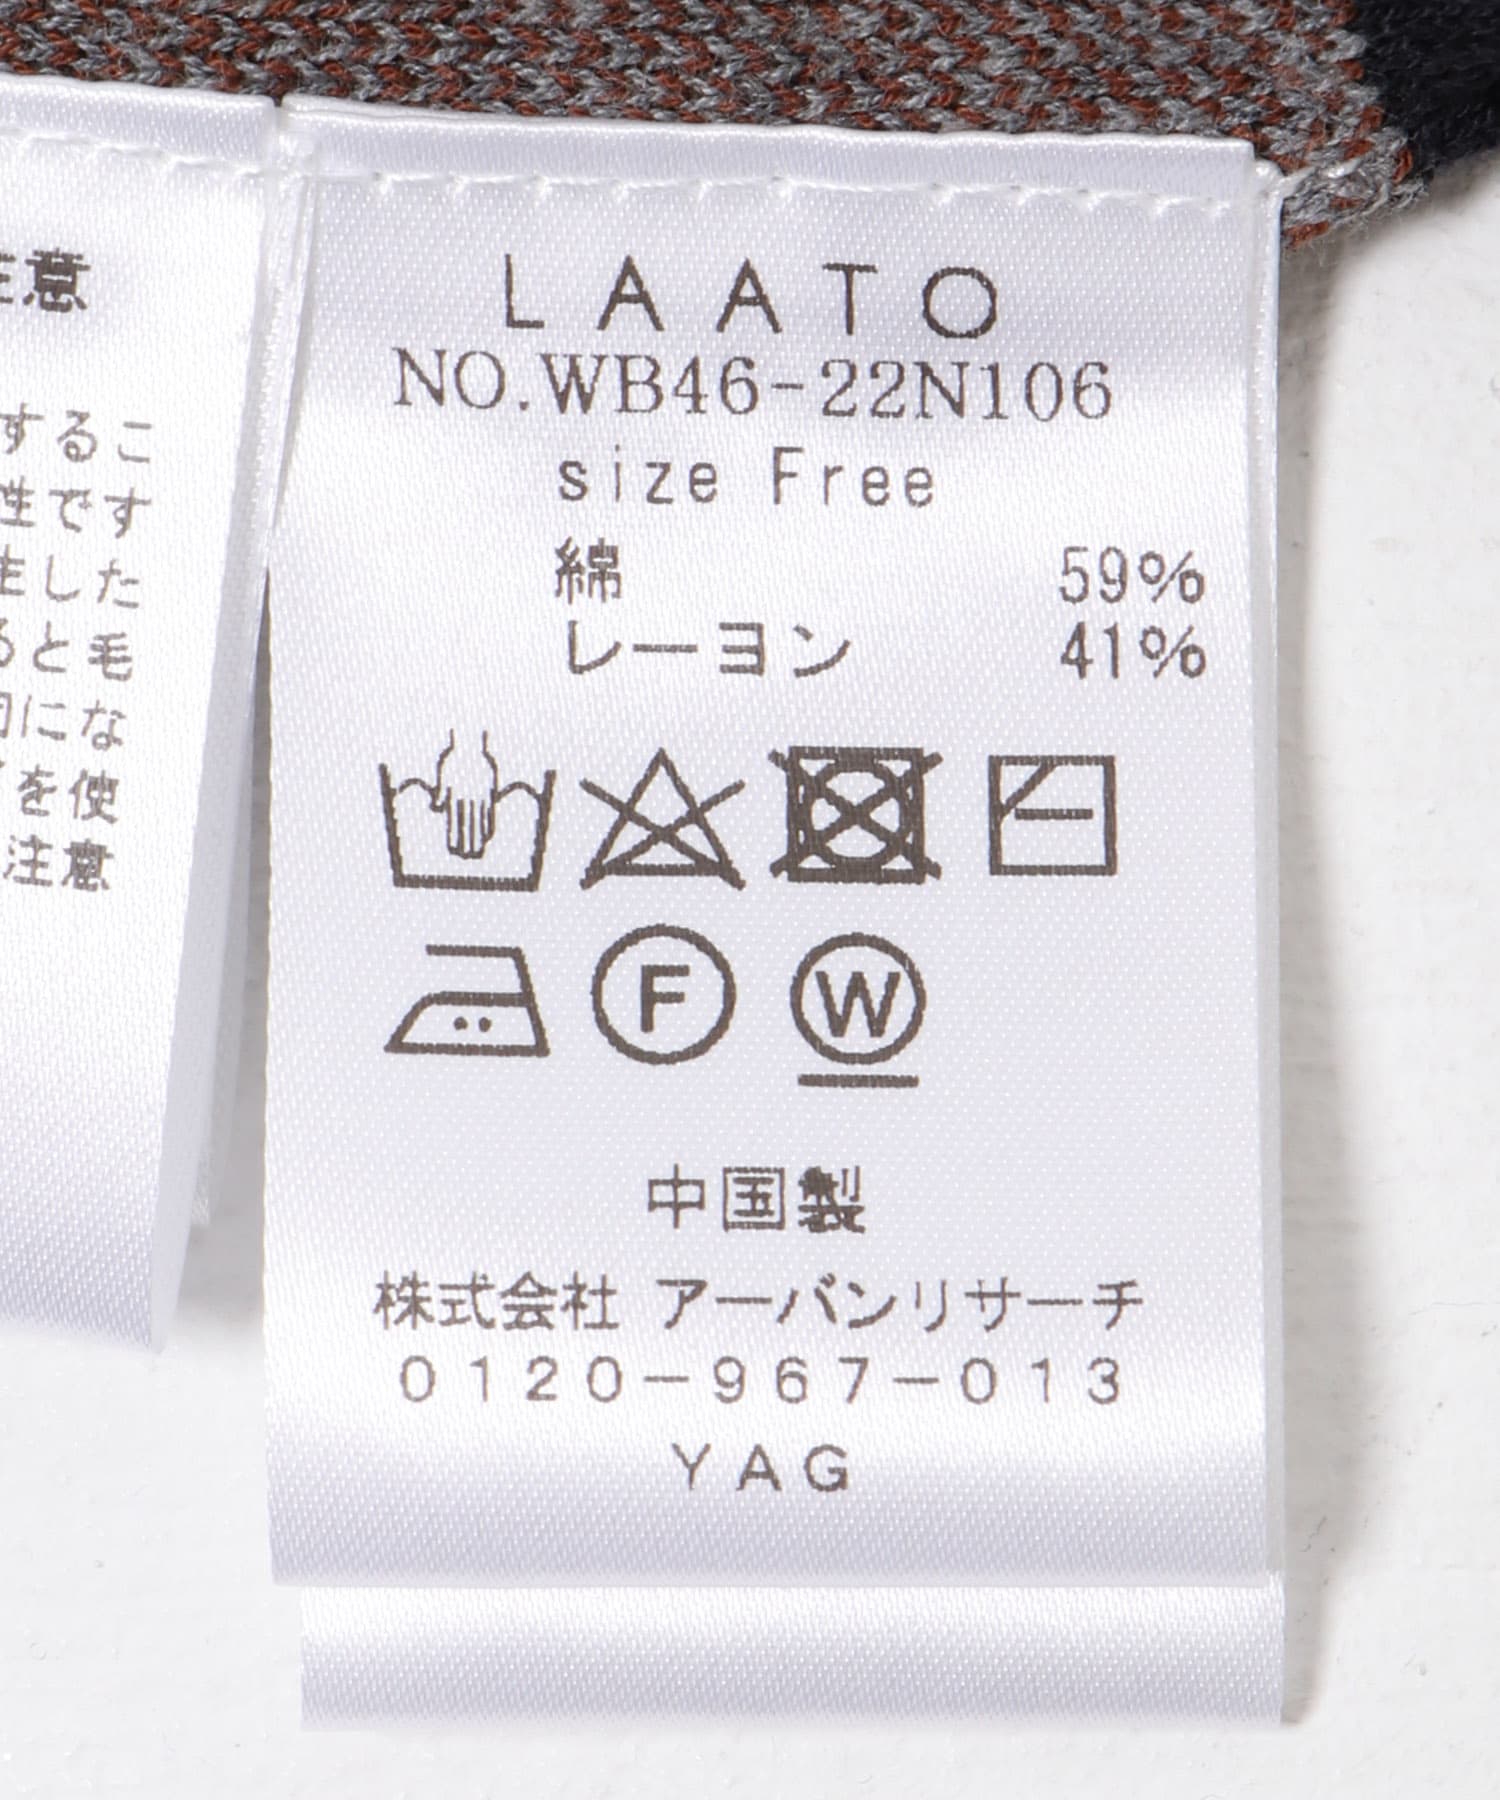 注意
するこ
性です
生した
ると毛
にな
を使
注意
LAATO
NO.WB46-22N106
size Free
綿 59%
レーヨン 41%
F W
中国製
株式会社 アーバンリサーチ
0120-967-013
YAG